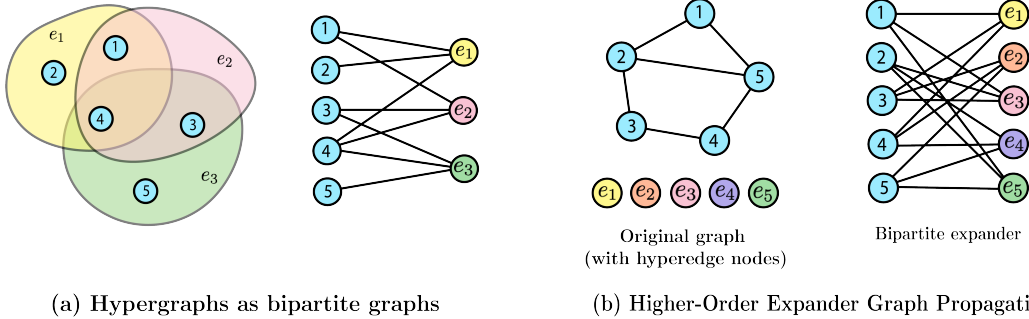 e₁
1
e₂
2
4
3
e₃
5
1
2
3
4
5
e₁
e₂
e₃
1
2
5
3
4
e₁ e₂ e₃ e₄ e₅
Original graph
(with hyperedge nodes)
1
2
3
4
5
e₁
e₂
e₃
e₄
e₅
Bipartite expander
(a) Hypergraphs as bipartite graphs
(b) Higher-Order Expander Graph Propagati